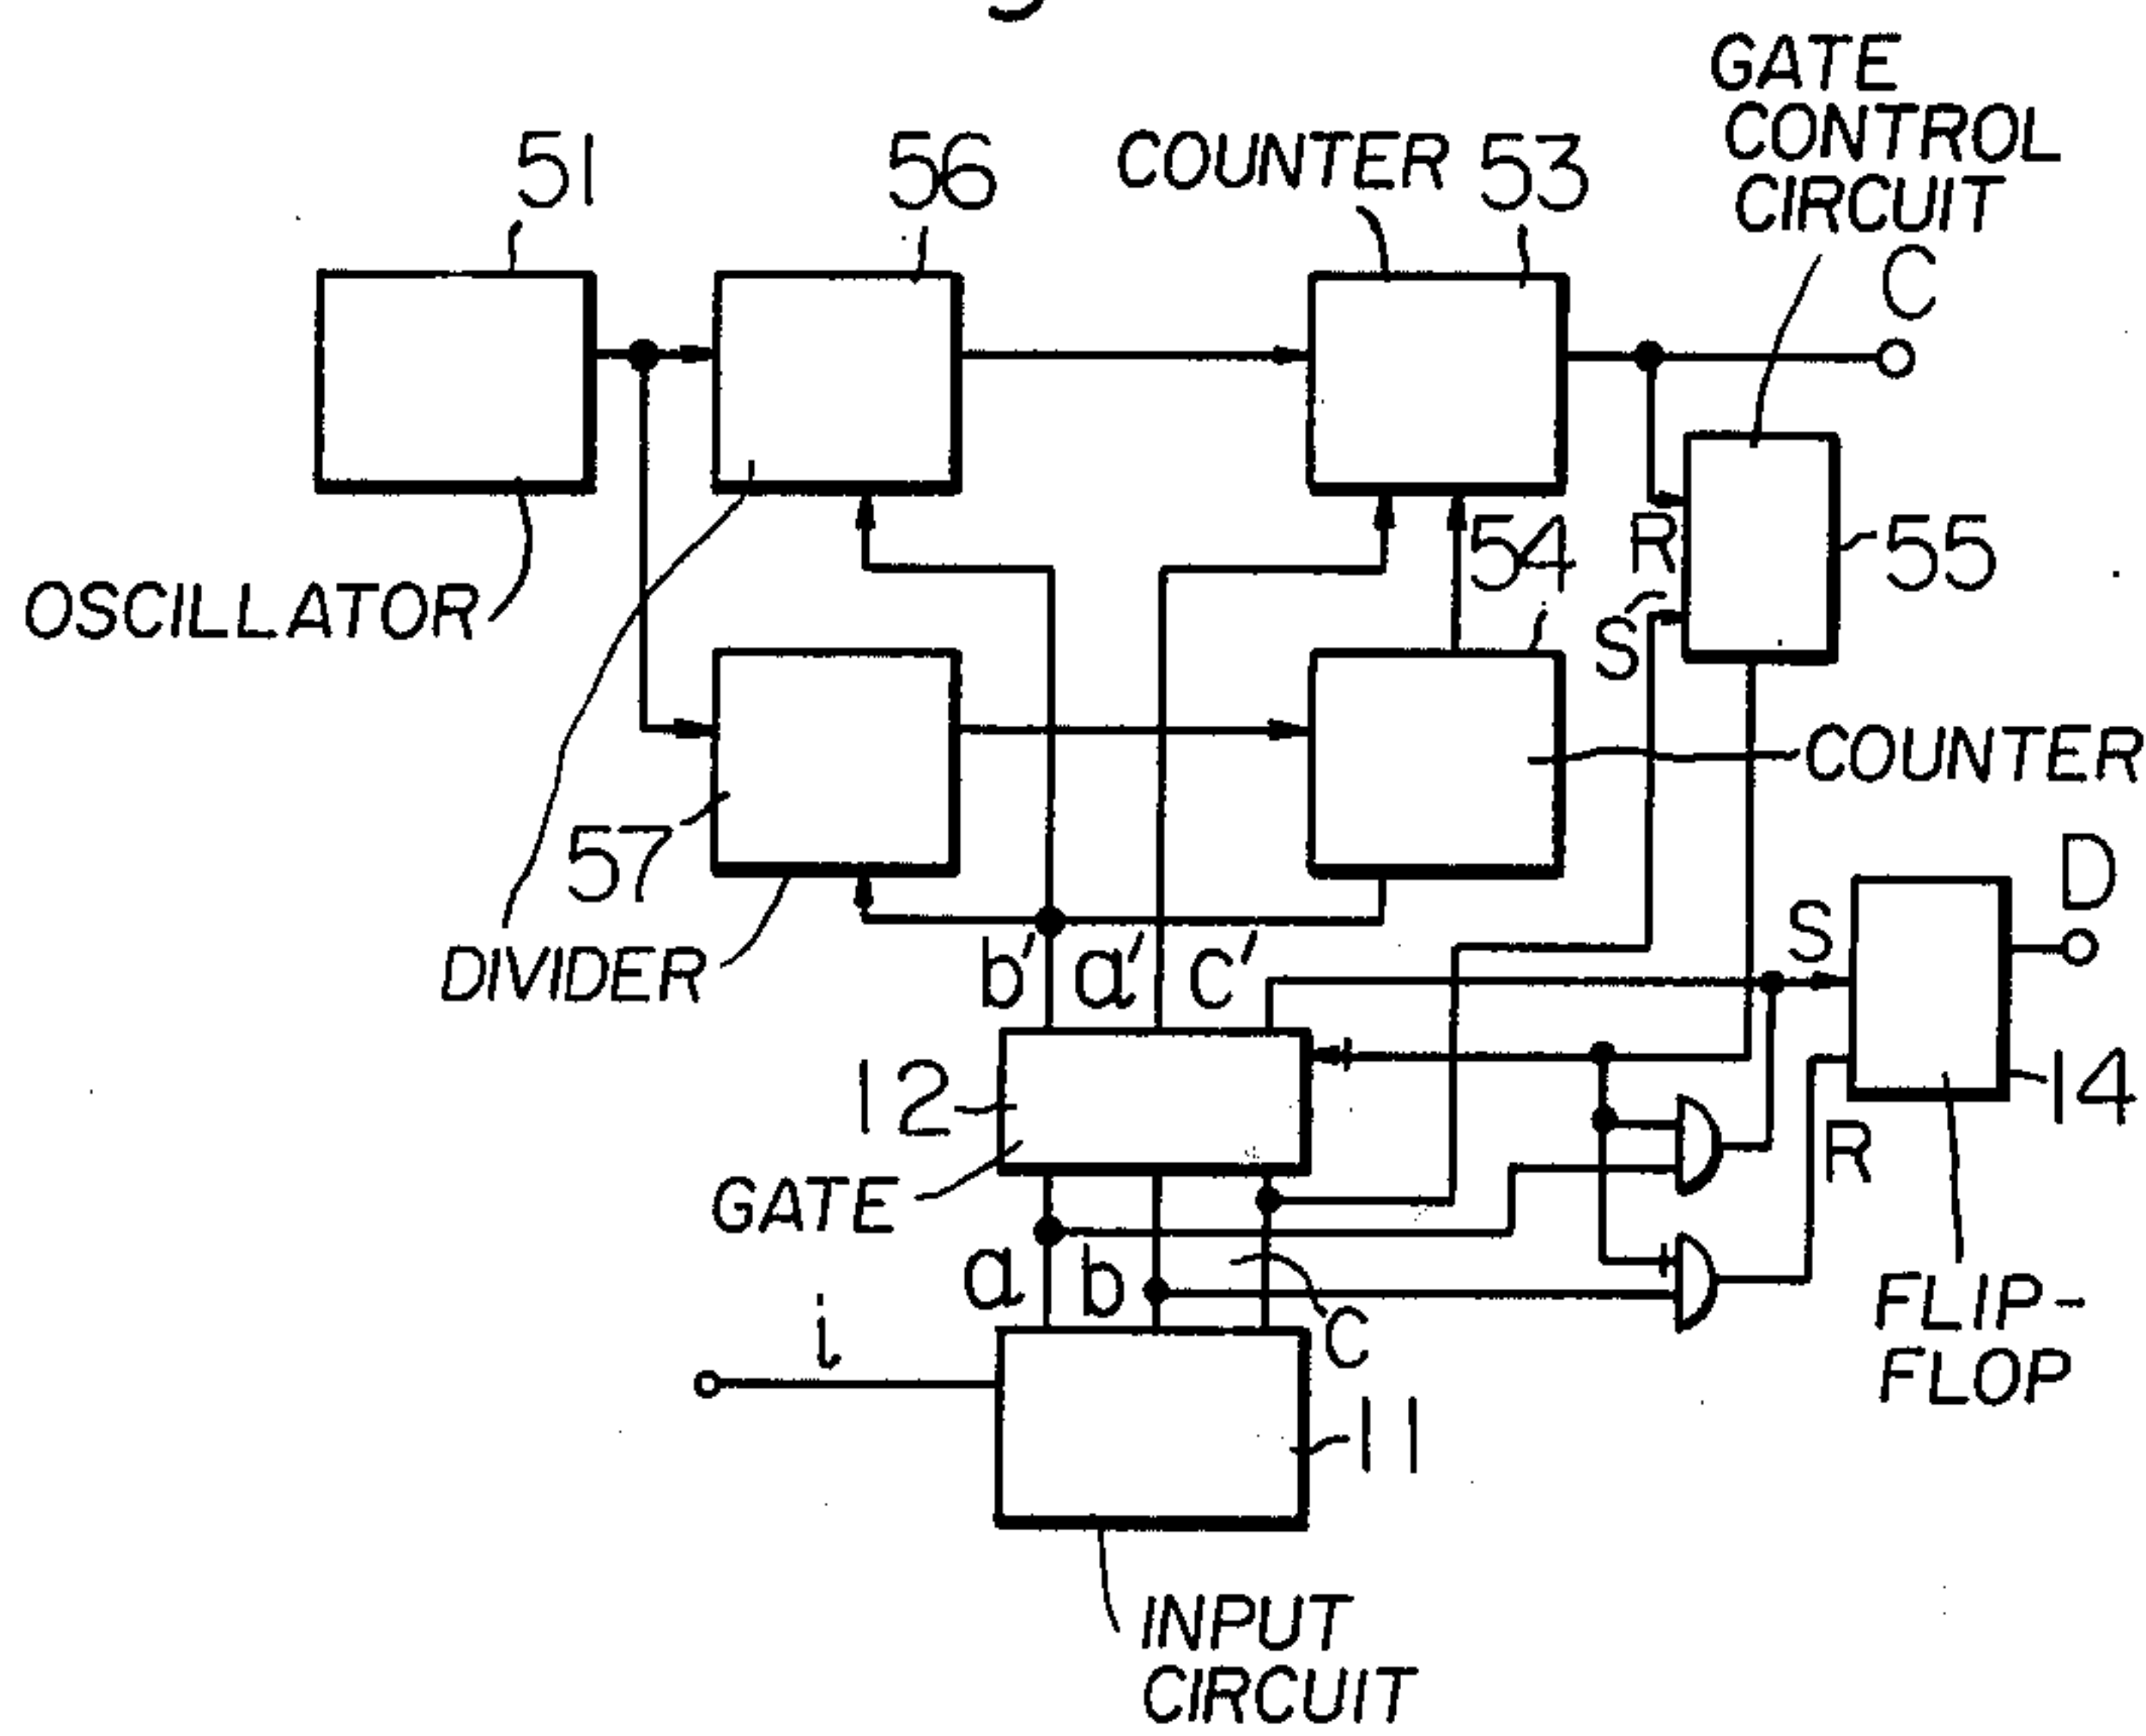 GATE
CONTROL
CIRCUIT
51
56
COUNTER 53
C
OSCILLATOR
54
R
55
S
COUNTER
57
DIVIDER
b' a' c'
S
D
12
14
GATE
R
a b
C
i
FLIP-
FLOP
11
INPUT
CIRCUIT